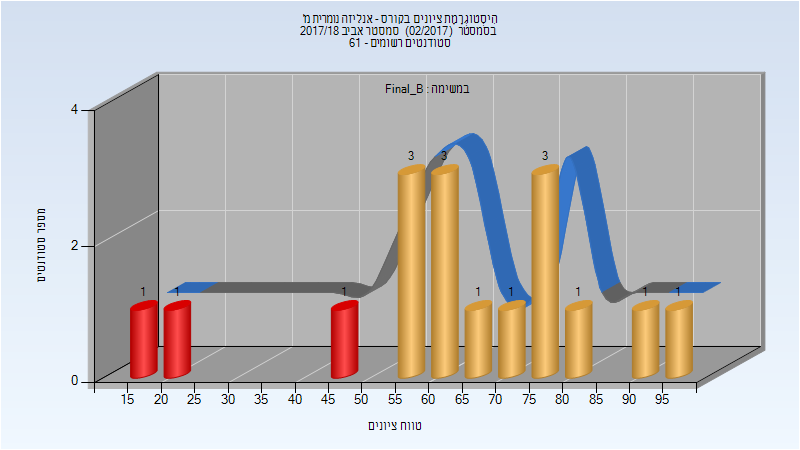 היסטוגרמת ציונים בקורס - אנליזה נומרית מ'
בסמסטר (02/2017) סמסטר אביב 2017/18
סטודנטים רשומים - 61
במשימה : Final_B
מספר סטודנטים
4
2
0
3 3 3
1 1 1 1 1 1 1 1
15 20 25 30 35 40 45 50 55 60 65 70 75 80 85 90 95
טווח ציונים